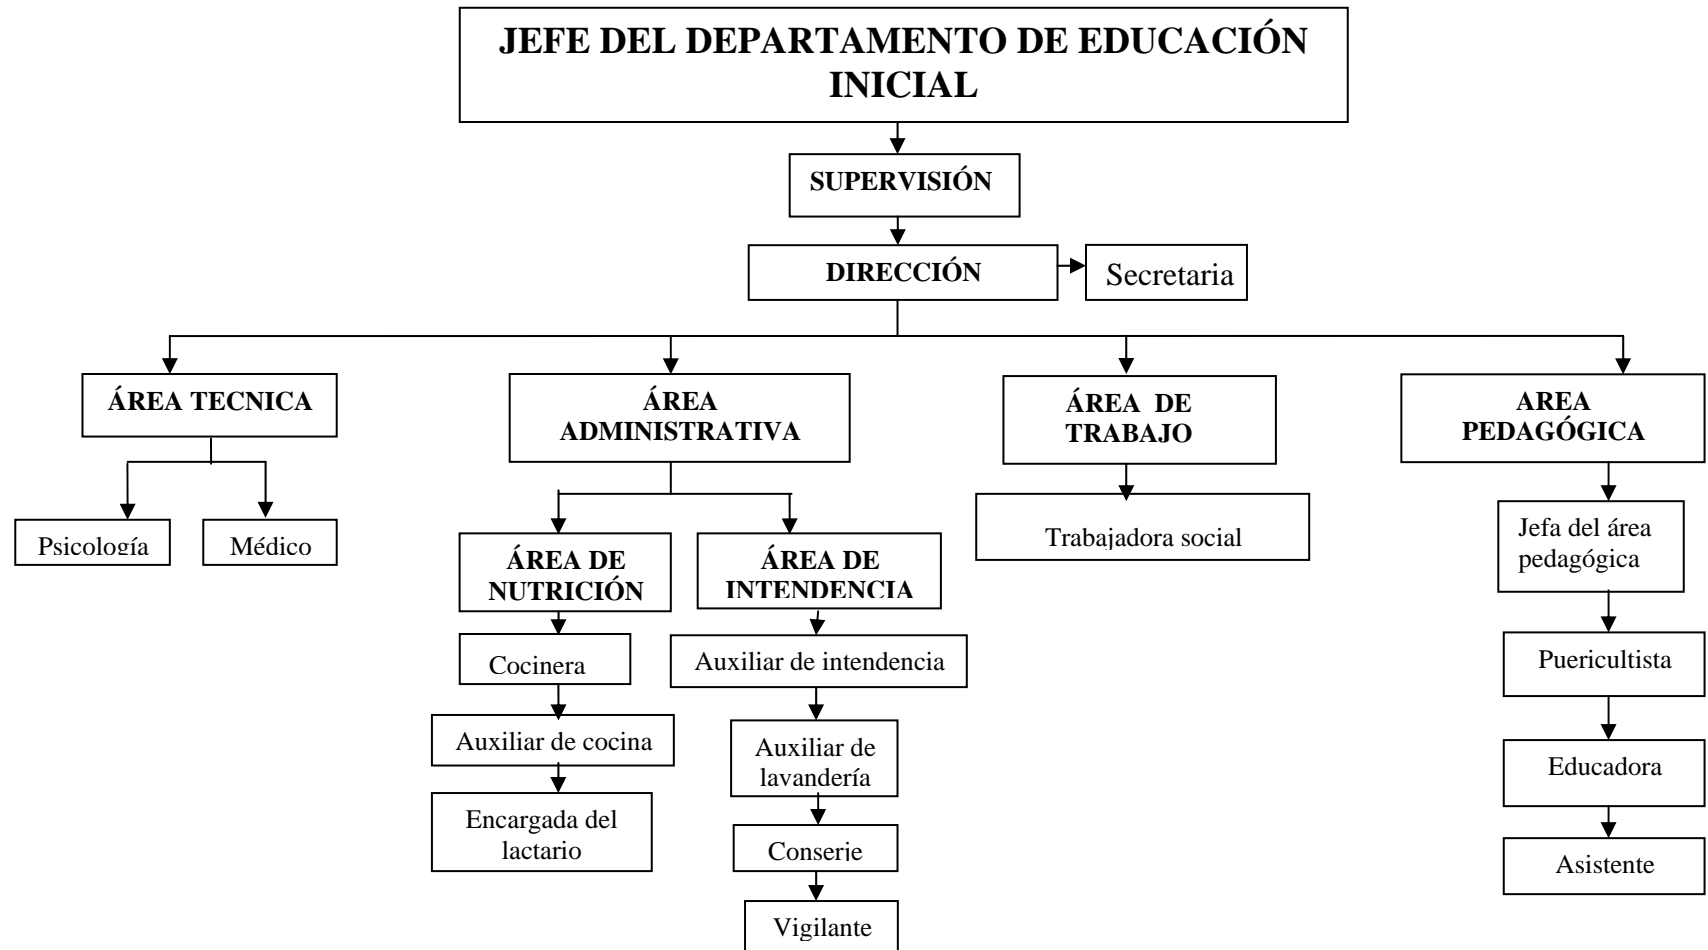 JEFE DEL DEPARTAMENTO DE EDUCACIÓN
INICIAL
SUPERVISIÓN
DIRECCIÓN
Secretaria
ÁREA TECNICA
ÁREA
ADMINISTRATIVA
ÁREA DE
TRABAJO
AREA
PEDAGÓGICA
Psicología
Médico
ÁREA DE
NUTRICIÓN
ÁREA DE
INTENDENCIA
Trabajadora social
Jefa del área
pedagógica
Cocinera
Auxiliar de intendencia
Puericultista
Auxiliar de cocina
Auxiliar de
lavandería
Educadora
Encargada del
lactario
Conserje
Asistente
Vigilante